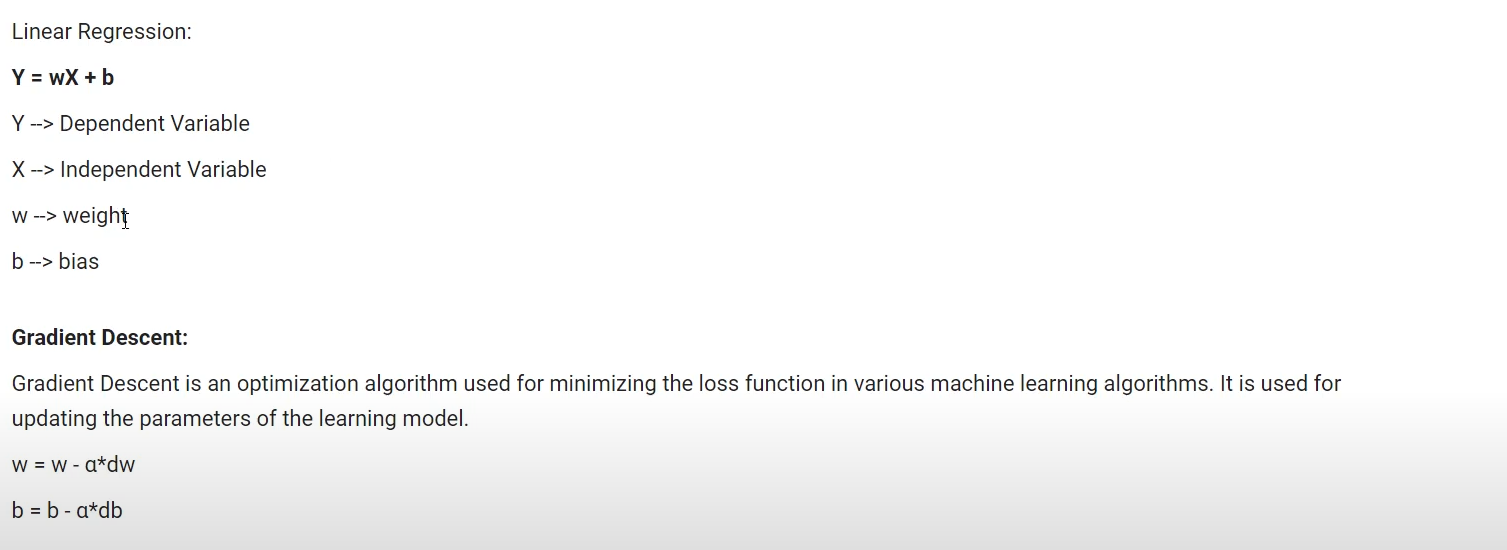 Linear Regression:
Y = wX + b
Y --> Dependent Variable
X --> Independent Variable
w --> weight
b --> bias
Gradient Descent:
Gradient Descent is an optimization algorithm used for minimizing the loss function in various machine learning algorithms. It is used for
updating the parameters of the learning model.
w = w - α*dw
b = b - α*db